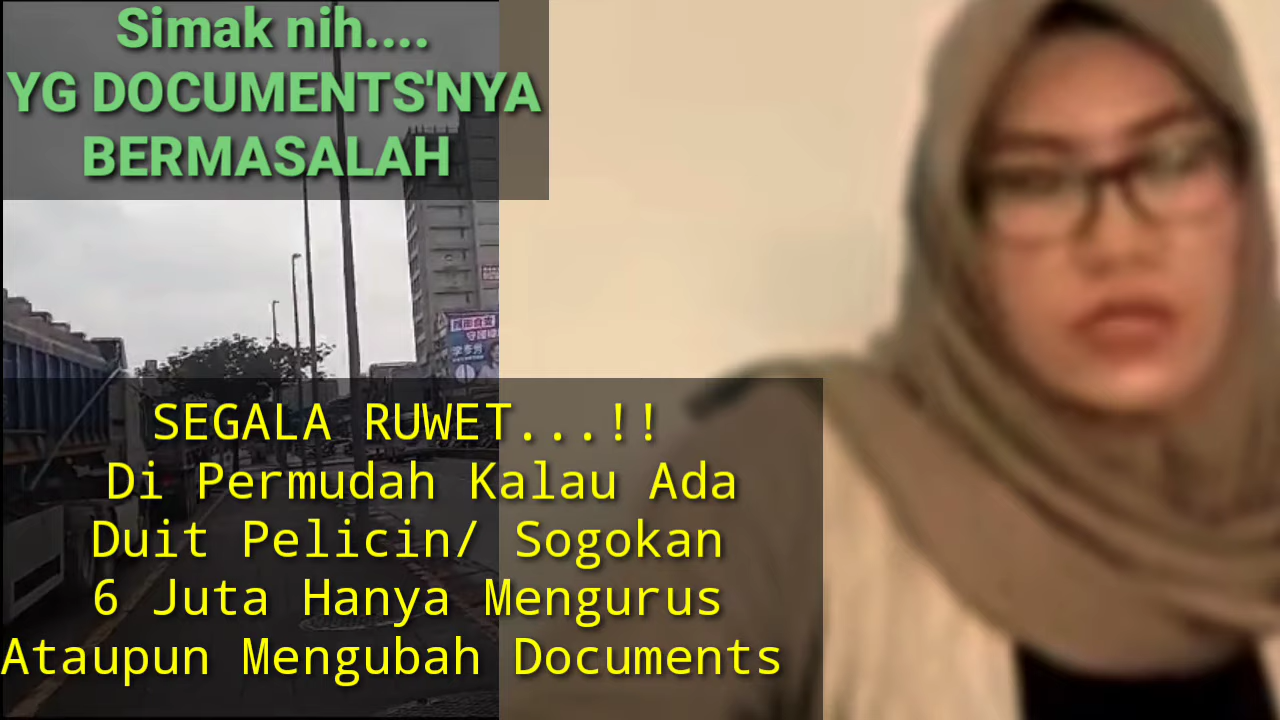 Simak nih....
YG DOCUMENTS'NYA
BERMASALAH
SEGALA RUWET...!!
Di Permudah Kalau Ada
Duit Pelicin/ Sogokan
6 Juta Hanya Mengurus
Ataupun Mengubah Documents